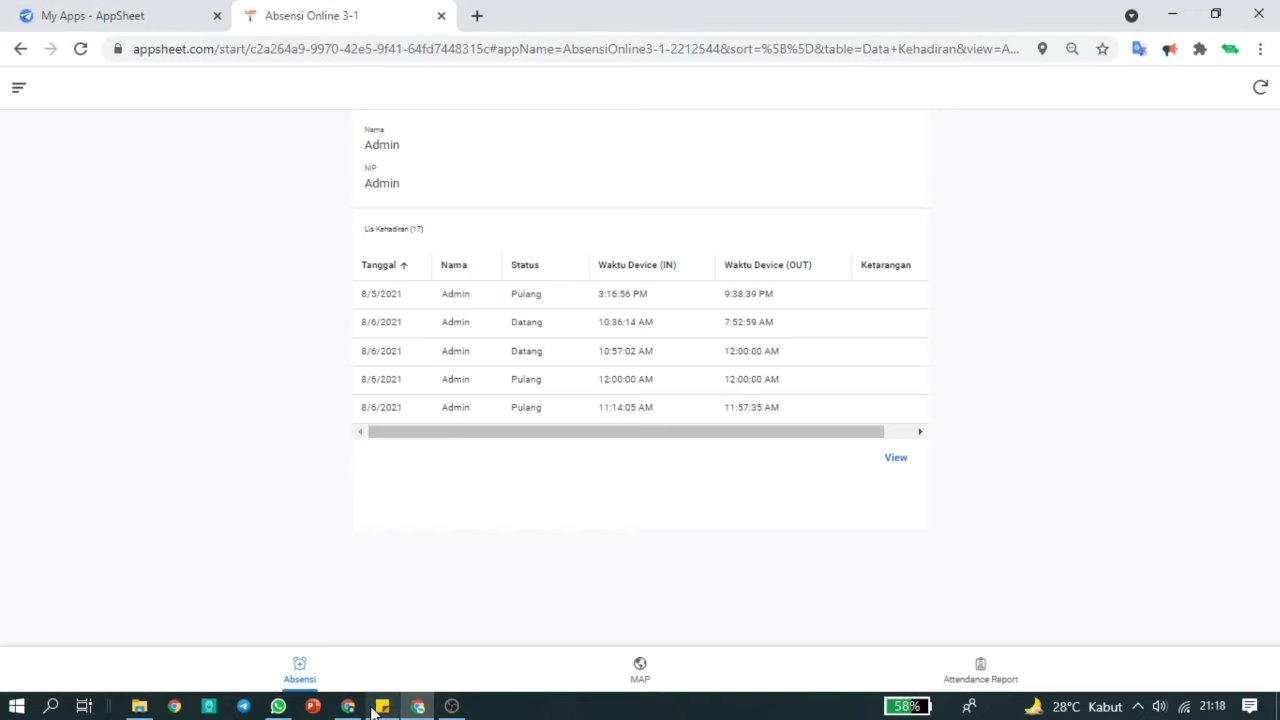 My Apps - AppSheet
Absensi Online 3-1
appsheet.com/start/c2a264a9-9970-42e5-9f41-64fd7448315c#appName=AbsensiOnline3-1-2212544&sort=%5B%5D&table=Data+Kehadiran&view=A...
Nama
Admin
NIP
Admin
Lis Kehadiran (17)
Tanggal Nama Status Waktu Device (IN) Waktu Device (OUT) Ketarangan
8/5/2021 Admin Pulang 3:16:56 PM 9:38:39 PM
8/6/2021 Admin Datang 10:36:14 AM 7:52:59 AM
8/6/2021 Admin Datang 10:57:02 AM 12:00:00 AM
8/6/2021 Admin Pulang 12:00:00 AM 12:00:00 AM
8/6/2021 Admin Pulang 11:14:05 AM 11:57:35 AM
View
Absensi
MAP
Attendance Report
58%
28°C Kabut
21:18